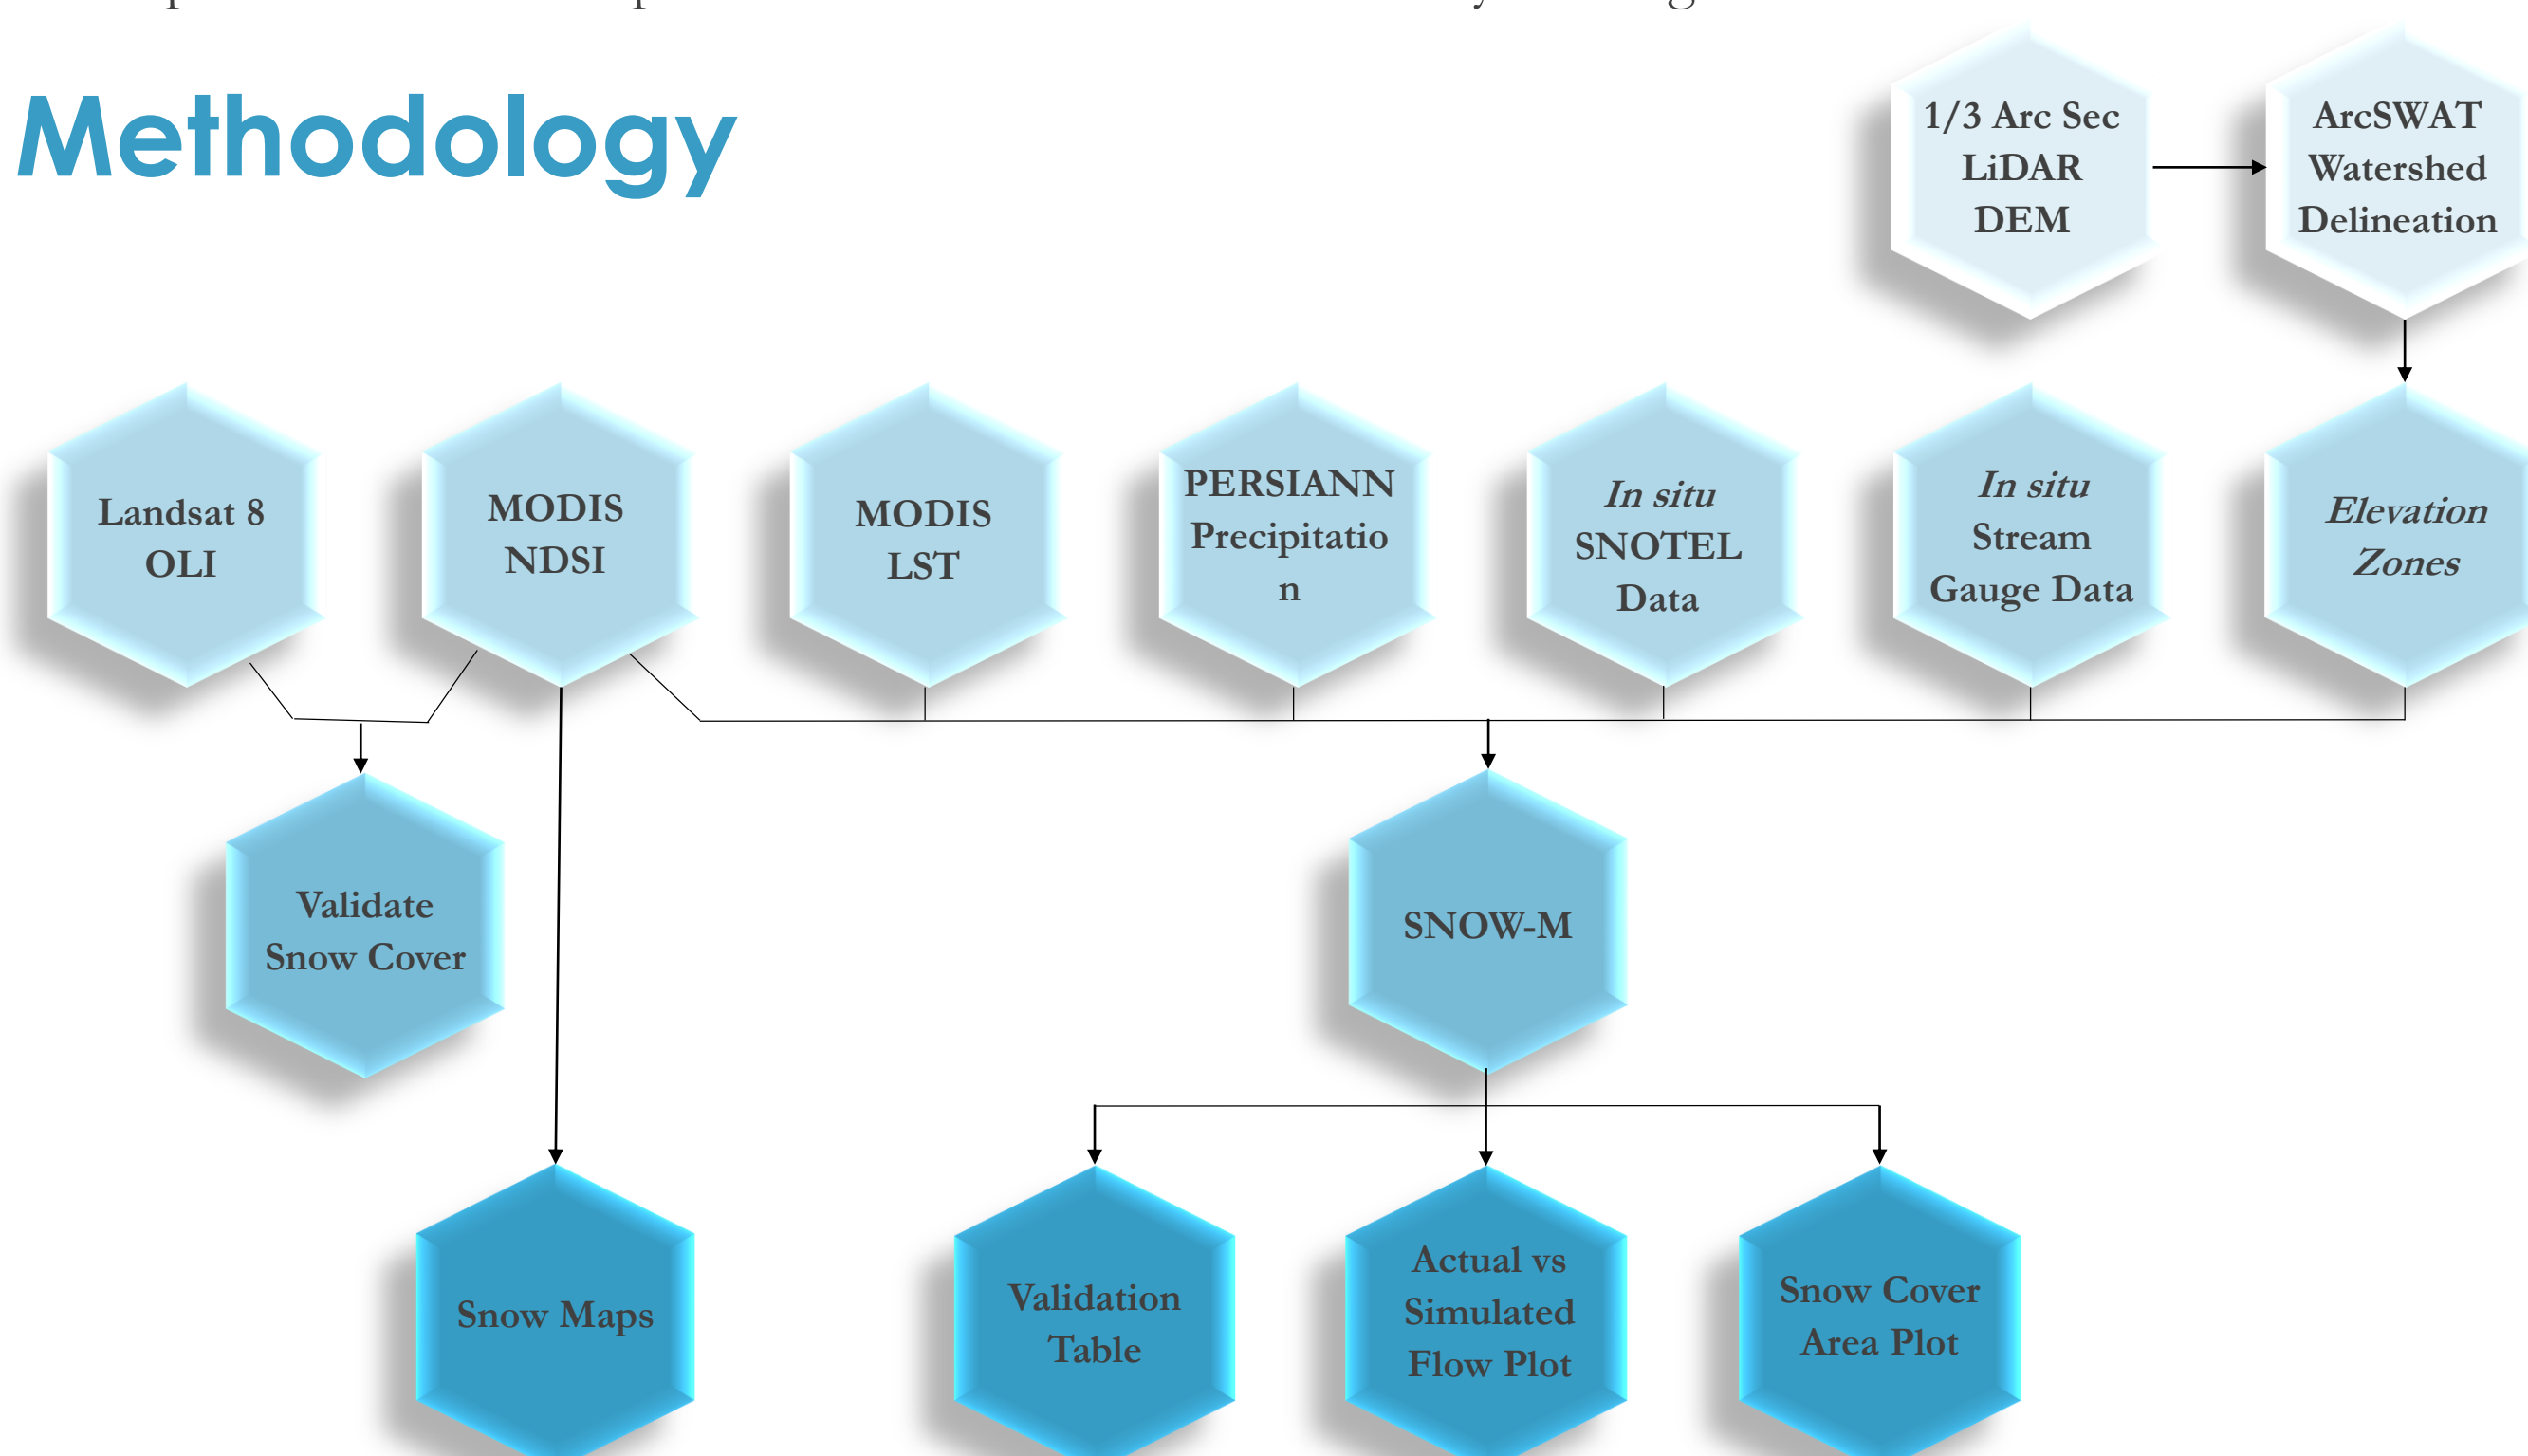 Methodology
1/3 Arc Sec
LiDAR
DEM
ArcSWAT
Watershed
Delineation
Landsat 8
OLI
MODIS
NDSI
MODIS
LST
PERSIANN
Precipitatio
n
In situ
SNOTEL
Data
In situ
Stream
Gauge Data
Elevation
Zones
Validate
Snow Cover
SNOW-M
Snow Maps
Validation
Table
Actual vs
Simulated
Flow Plot
Snow Cover
Area Plot